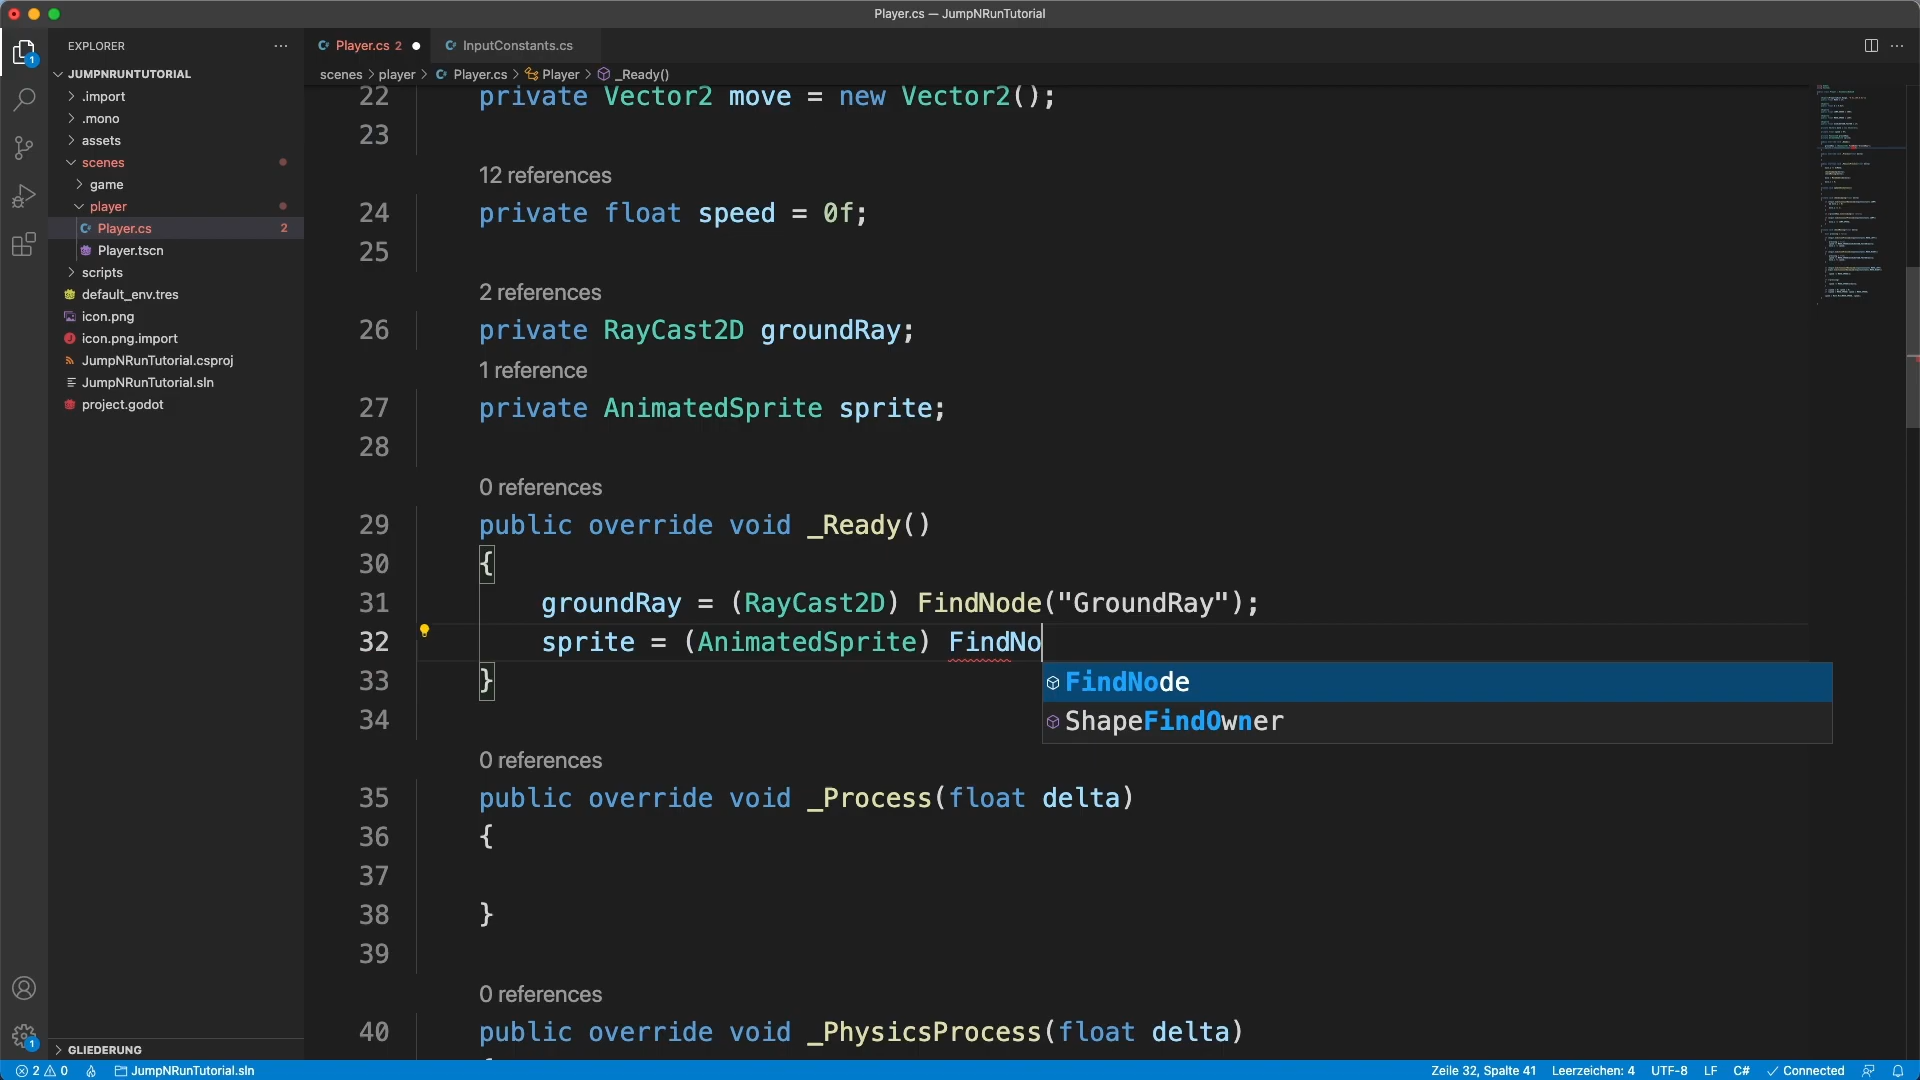 Player.cs — JumpNRunTutorial
EXPLORER
JUMPNRUNTUTORIAL
.import
.mono
assets
scenes
game
player
Player.cs 2
Player.tscn
scripts
default_env.tres
icon.png
icon.png.import
JumpNRunTutorial.csproj
JumpNRunTutorial.sln
project.godot
GLIEDERUNG
1
1
Player.cs 2
InputConstants.cs
scenes > player > Player.cs > Player > _Ready()
22 private Vector2 move = new Vector2();
23
12 references
24 private float speed = 0f;
25
2 references
26 private RayCast2D groundRay;
1 reference
27 private AnimatedSprite sprite;
28
0 references
29 public override void _Ready()
30 {
31 groundRay = (RayCast2D) FindNode("GroundRay");
32 sprite = (AnimatedSprite) FindNo
33 }
FindNode
ShapeFindOwner
34
0 references
35 public override void _Process(float delta)
36 {
37
38 }
39
0 references
40 public override void _PhysicsProcess(float delta)
2 0 JumpNRunTutorial.sln
Zeile 32, Spalte 41 Leerzeichen: 4 UTF-8 LF C# Connected